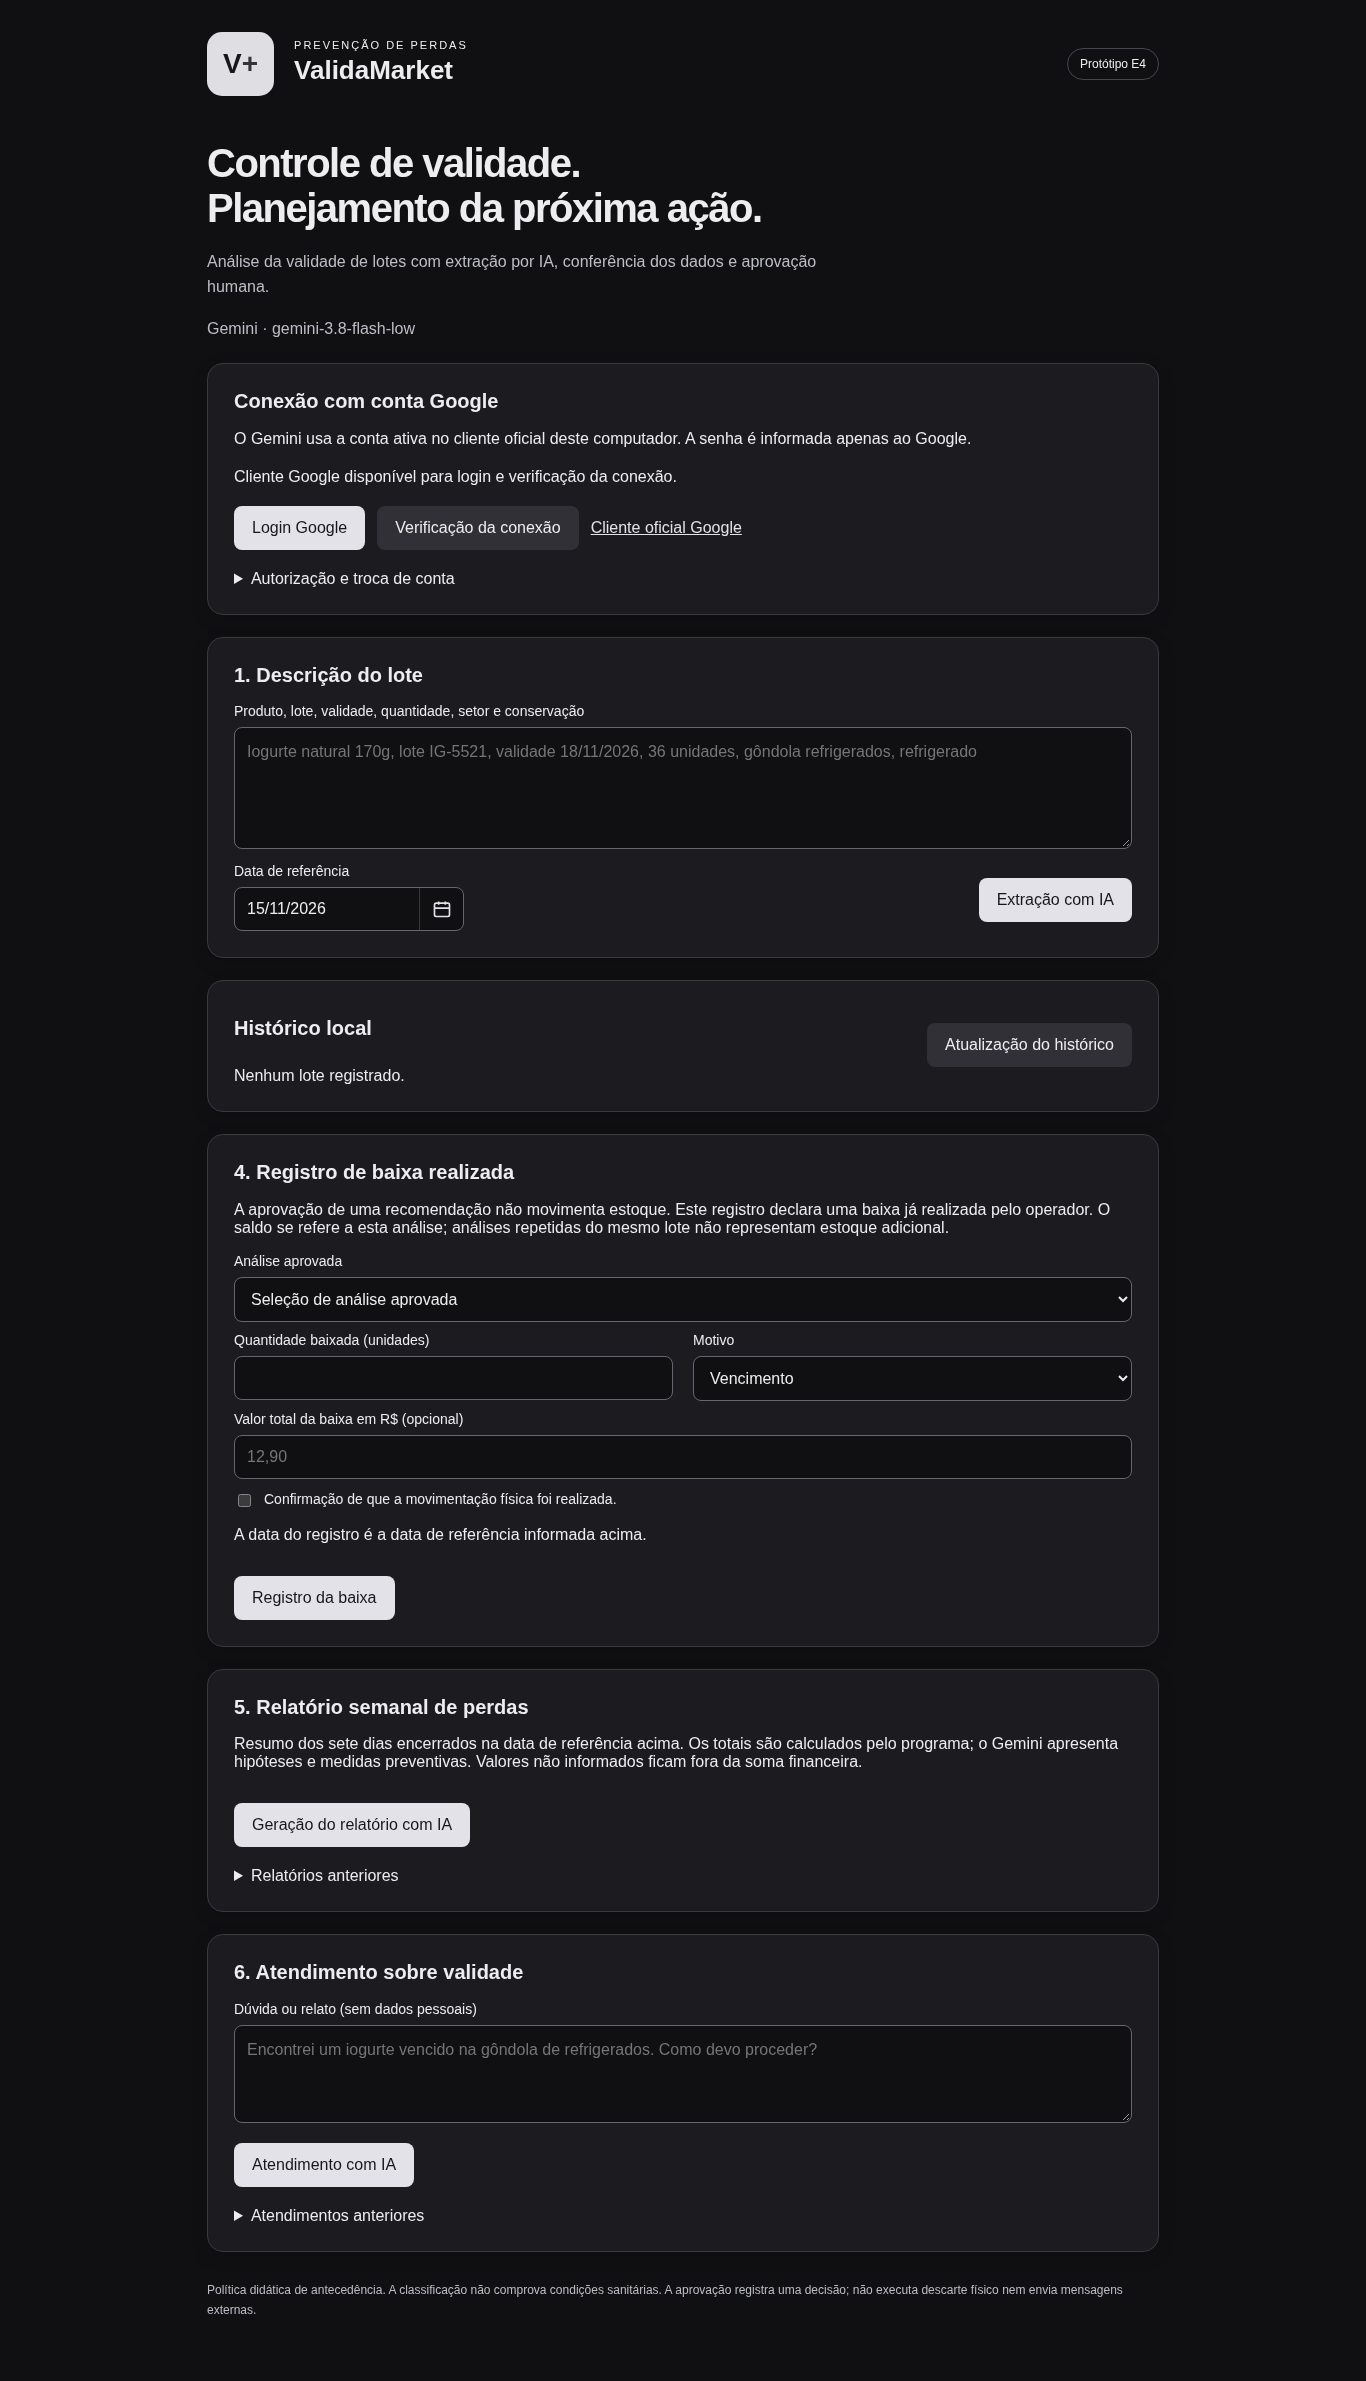 V+
PREVENÇÃO DE PERDAS
ValidaMarket
Protótipo E4
Controle de validade.
Planejamento da próxima ação.
Análise da validade de lotes com extração por IA, conferência dos dados e aprovação
humana.
Gemini · gemini-3.8-flash-low
Conexão com conta Google
O Gemini usa a conta ativa no cliente oficial deste computador. A senha é informada apenas ao Google.
Cliente Google disponível para login e verificação da conexão.
Login Google
Verificação da conexão
Cliente oficial Google
Autorização e troca de conta
1. Descrição do lote
Produto, lote, validade, quantidade, setor e conservação
Iogurte natural 170g, lote IG-5521, validade 18/11/2026, 36 unidades, gôndola refrigerados, refrigerado
Data de referência
15/11/2026
Extração com IA
Histórico local
Atualização do histórico
Nenhum lote registrado.
4. Registro de baixa realizada
A aprovação de uma recomendação não movimenta estoque. Este registro declara uma baixa já realizada pelo operador. O
saldo se refere a esta análise; análises repetidas do mesmo lote não representam estoque adicional.
Análise aprovada
Seleção de análise aprovada
Quantidade baixada (unidades)
Motivo
Vencimento
Valor total da baixa em R$ (opcional)
12,90
Confirmação de que a movimentação física foi realizada.
A data do registro é a data de referência informada acima.
Registro da baixa
5. Relatório semanal de perdas
Resumo dos sete dias encerrados na data de referência acima. Os totais são calculados pelo programa; o Gemini apresenta
hipóteses e medidas preventivas. Valores não informados ficam fora da soma financeira.
Geração do relatório com IA
Relatórios anteriores
6. Atendimento sobre validade
Dúvida ou relato (sem dados pessoais)
Encontrei um iogurte vencido na gôndola de refrigerados. Como devo proceder?
Atendimento com IA
Atendimentos anteriores
Política didática de antecedência. A classificação não comprova condições sanitárias. A aprovação registra uma decisão; não executa descarte físico nem envia mensagens
externas.